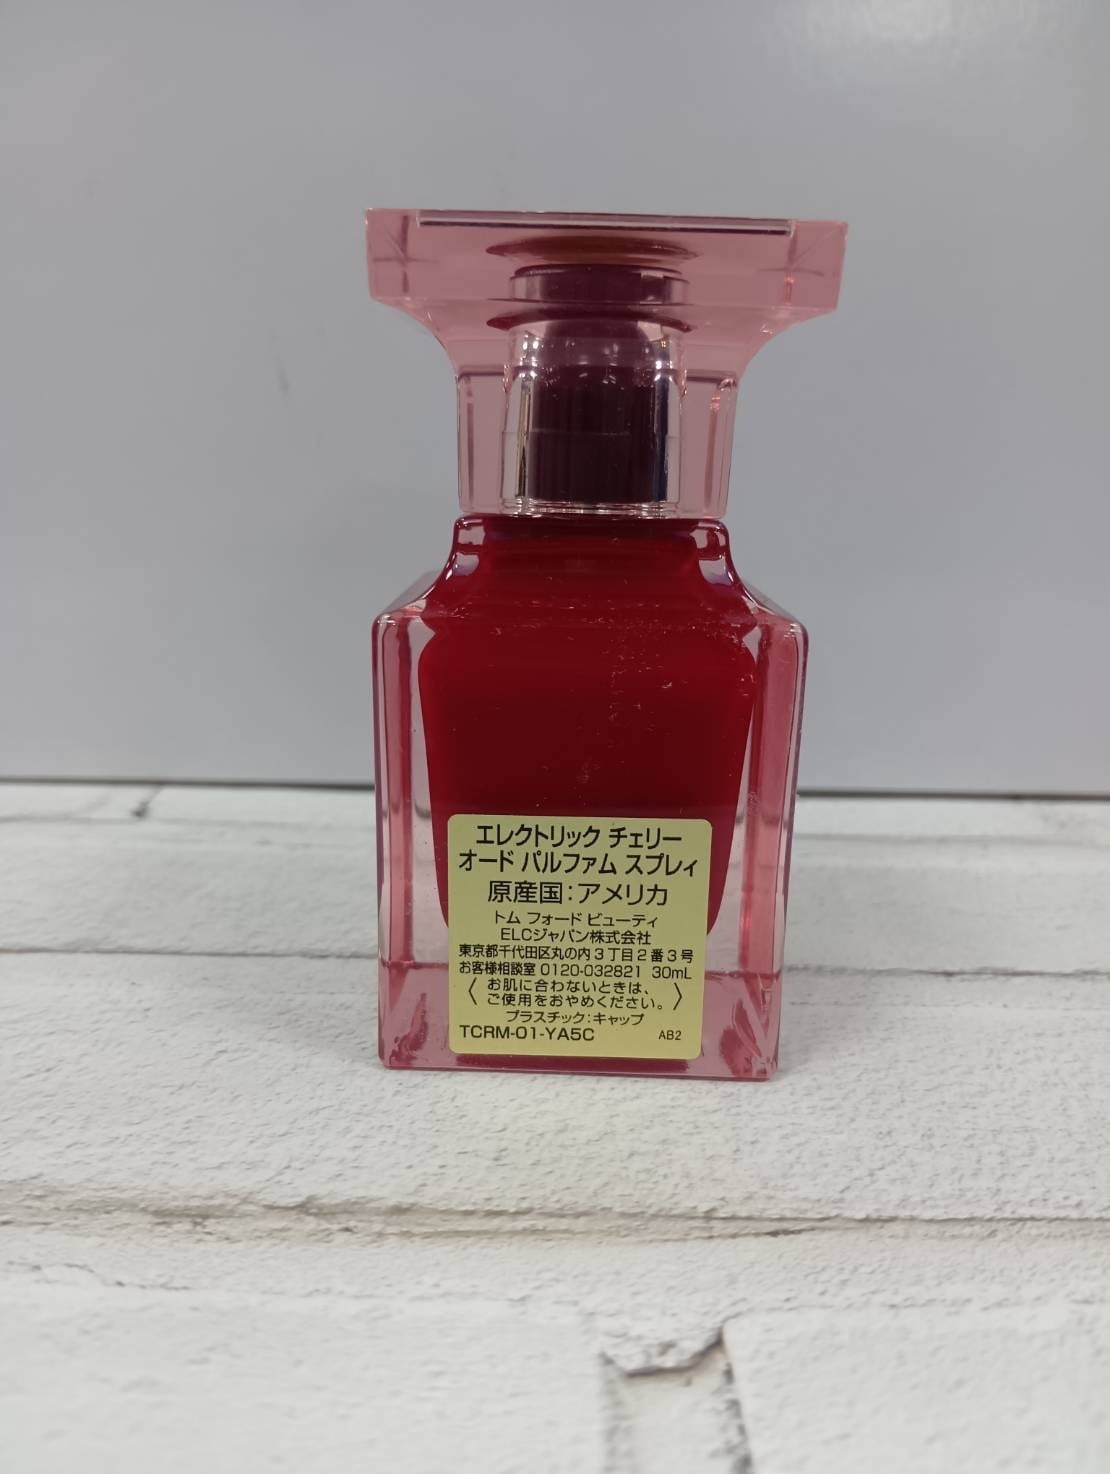 エレクトリック チェリー
オード パルファム スプレィ
原産国:アメリカ
トム フォード ビューティ
ELCジャパン株式会社
東京都千代田区丸の内3丁目2番3号
お客様相談室 0120-032821 30mL
〈お肌に合わないときは、
ご使用をおやめください。〉
プラスチック:キャップ
TCRM-01-YA5C AB2